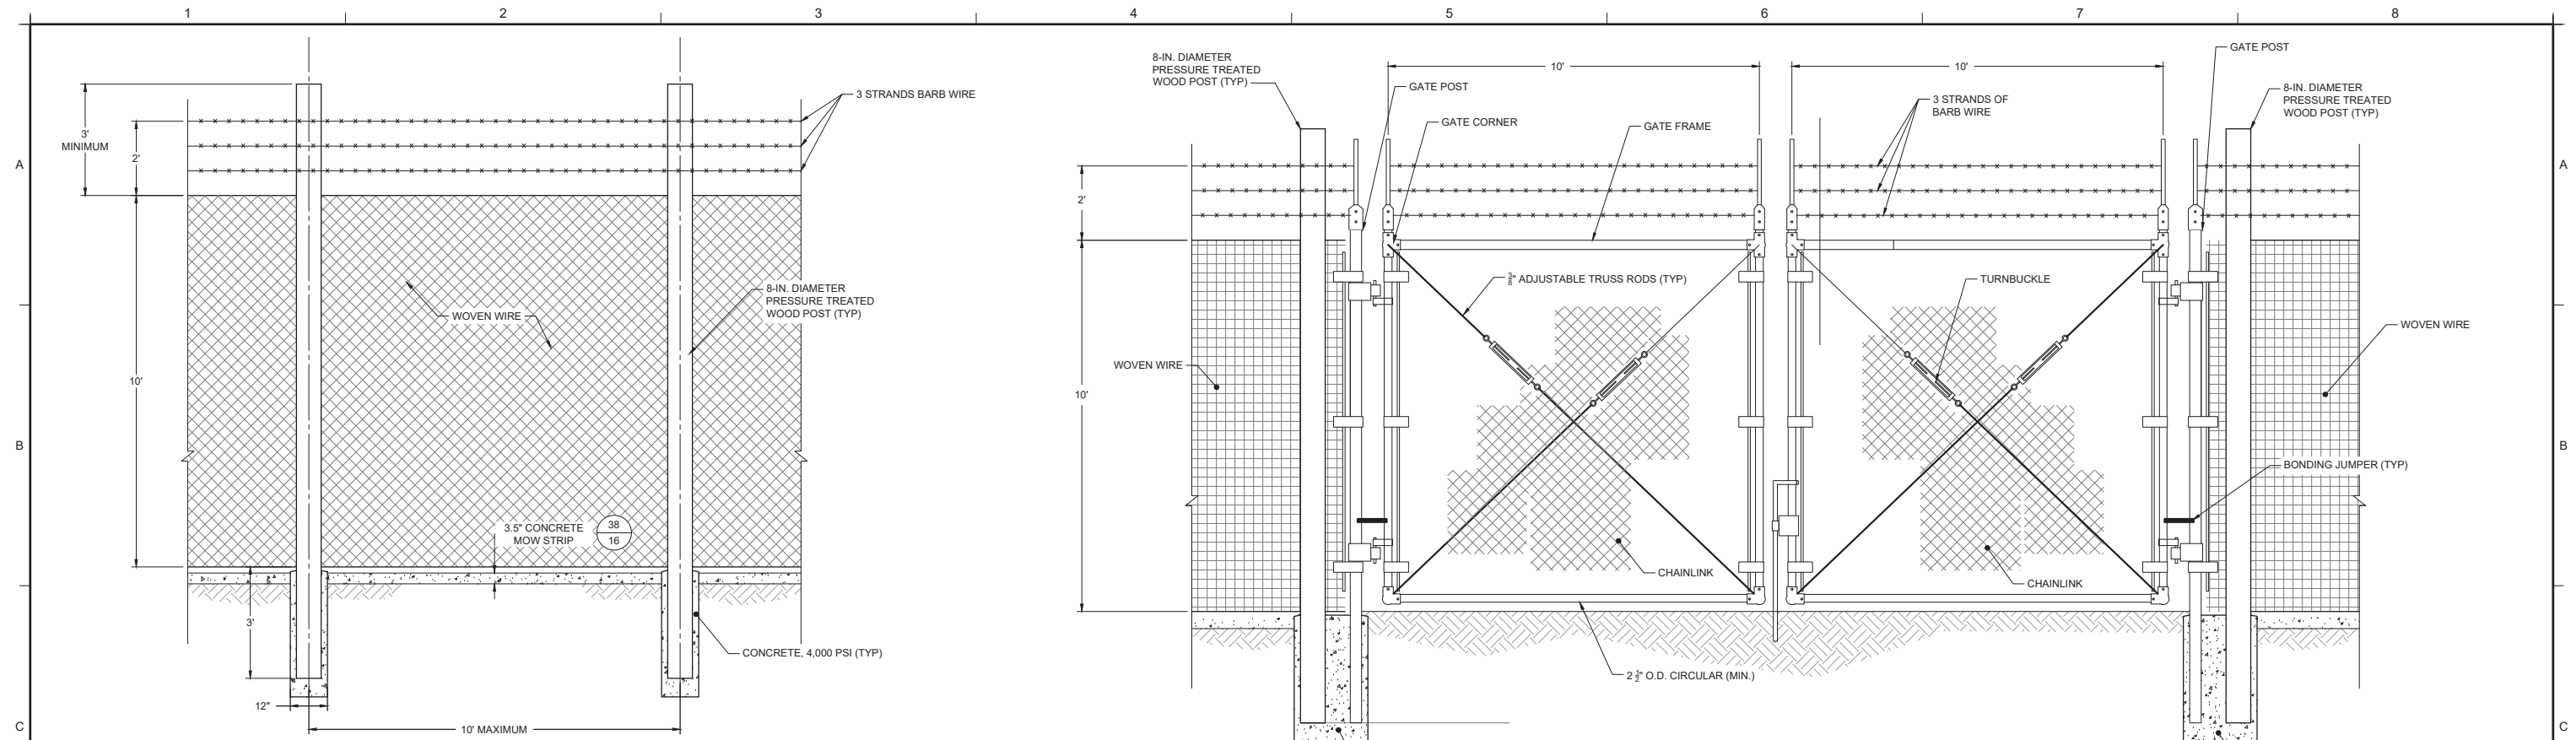 1 2 3 4 5 6 7 8
A
B
C
3'
MINIMUM
2'
10'
3 STRANDS BARB WIRE
WOVEN WIRE
8-IN. DIAMETER
PRESSURE TREATED
WOOD POST (TYP)
3.5" CONCRETE
MOW STRIP
38
16
3'
CONCRETE, 4,000 PSI (TYP)
12"
10' MAXIMUM
8-IN. DIAMETER
PRESSURE TREATED
WOOD POST (TYP)
10'
10'
GATE POST
GATE POST
GATE CORNER
GATE FRAME
3 STRANDS OF
BARB WIRE
8-IN. DIAMETER
PRESSURE TREATED
WOOD POST (TYP)
2'
10'
3/8" ADJUSTABLE TRUSS RODS (TYP)
TURNBUCKLE
WOVEN WIRE
WOVEN WIRE
BONDING JUMPER (TYP)
CHAINLINK
CHAINLINK
2 1/2" O.D. CIRCULAR (MIN.)
A
B
C